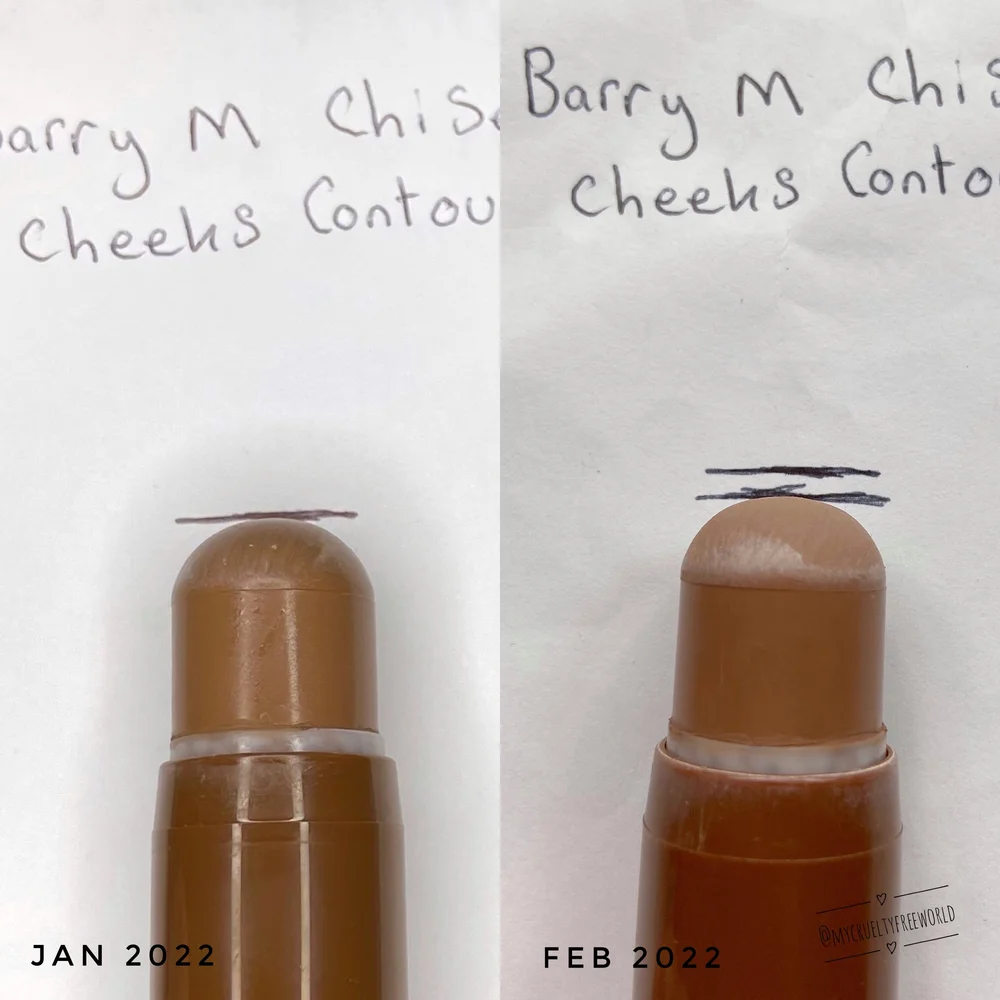 arry M Chis
Cheeks Contou
JAN 2022
Barry M Chis
Cheeks Conto
FEB 2022
@MYCRUELTYFREEWORLD